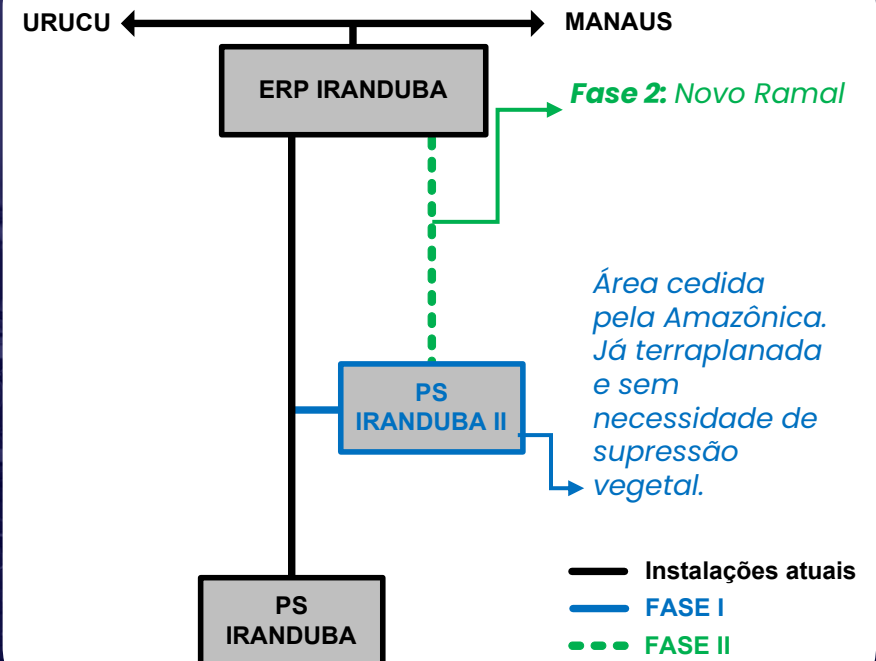 URUCU
MANAUS
ERP IRANDUBA
Fase 2: Novo Ramal
Área cedida
pela Amazônica.
Já terraplanada
e sem
necessidade de
supressão
vegetal.
PS
IRANDUBA II
PS
IRANDUBA
Instalações atuais
FASE I
FASE II